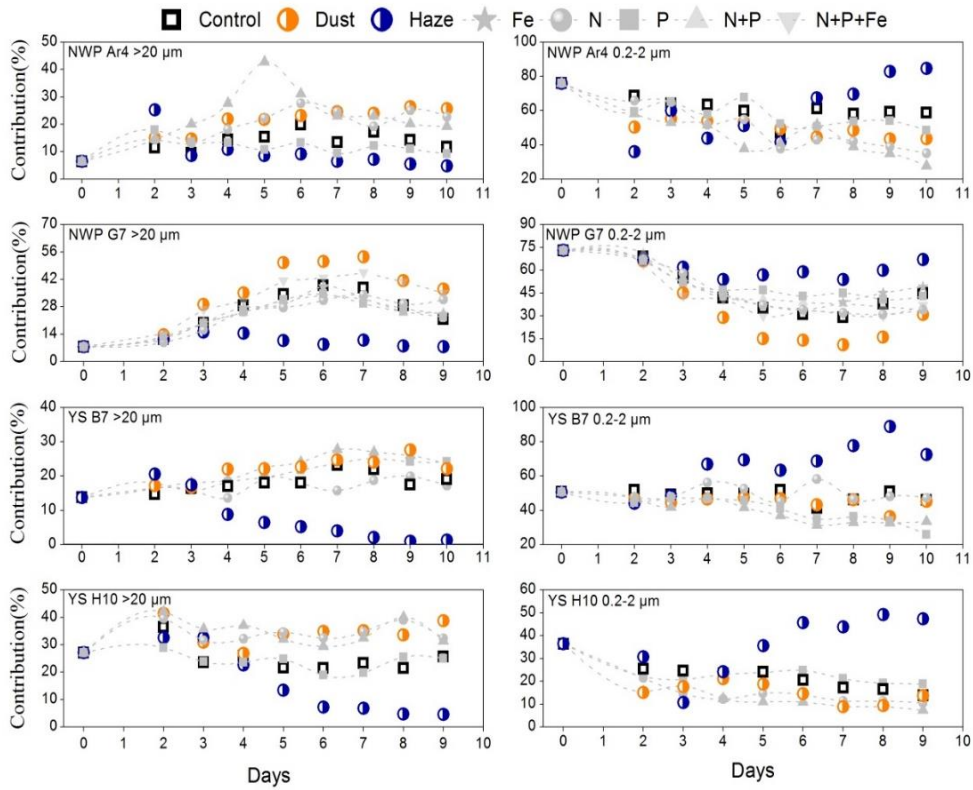 Control Dust Haze Fe N P N+P N+P+Fe
NWP Ar4 >20 μm
Contribution(%)
50
40
30
20
10
0
0 1 2 3 4 5 6 7 8 9 10 11
NWP Ar4 0.2-2 μm
100
80
60
40
20
0 1 2 3 4 5 6 7 8 9 10 11
NWP G7 >20 μm
Contribution(%)
70
56
42
28
14
0
0 1 2 3 4 5 6 7 8 9 10
NWP G7 0.2-2 μm
90
75
60
45
30
15
0
0 1 2 3 4 5 6 7 8 9 10
YS B7 >20 μm
Contribution(%)
40
30
20
10
0
0 1 2 3 4 5 6 7 8 9 10 11
YS B7 0.2-2 μm
100
80
60
40
20
0 1 2 3 4 5 6 7 8 9 10 11
YS H10 >20 μm
Contribution(%)
50
40
30
20
10
0
0 1 2 3 4 5 6 7 8 9 10
Days
YS H10 0.2-2 μm
60
50
40
30
20
10
0
0 1 2 3 4 5 6 7 8 9 10
Days